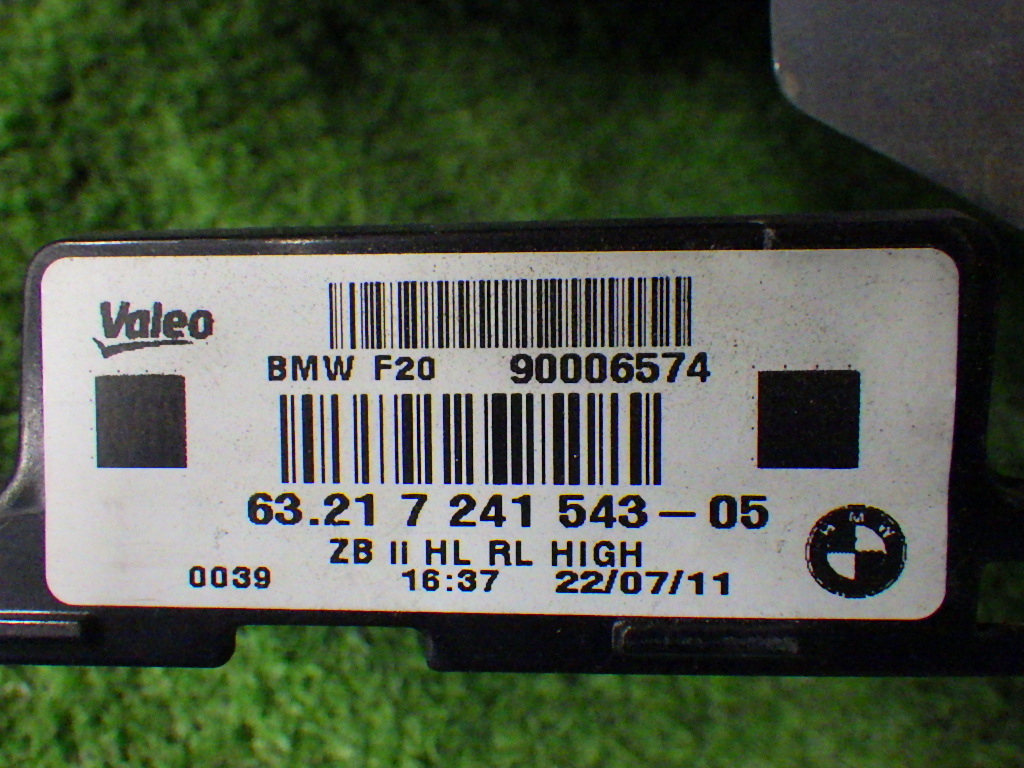 Valeo
BMW F20 90006574
63.21 7 241 543-05
ZB II HL RL HIGH
0039 16:37 22/07/11
BMW